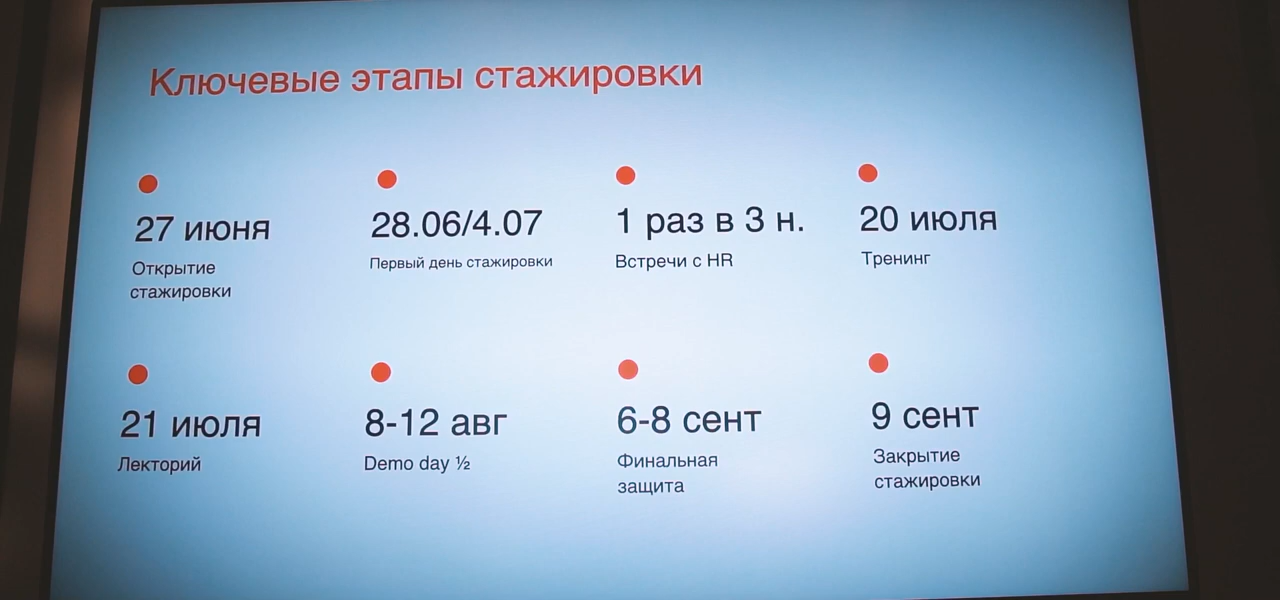 Ключевые этапы стажировки
27 июня
Открытие
стажировки
28.06/4.07
Первый день стажировки
1 раз в 3 н.
Встречи с HR
20 июля
Тренинг
21 июля
Лекторий
8-12 авг
Demo day ½
6-8 сент
Финальная
защита
9 сент
Закрытие
стажировки